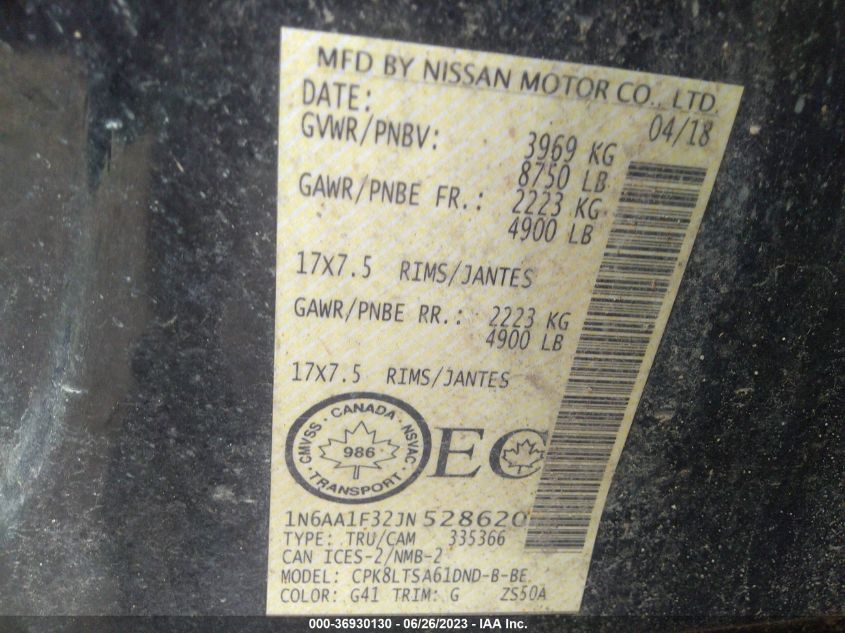 MFD BY NISSAN MOTOR CO., LTD.
DATE: 04/18
GVWR/PNBV: 3969 KG
8750 LB
GAWR/PNBE FR.: 2223 KG
4900 LB
17X7.5 RIMS/JANTES
GAWR/PNBE RR.: 2223 KG
4900 LB
17X7.5 RIMS/JANTES
CMVSS · CANADA · NSVAC · TRANSPORT ·
986
EC
1N6AA1F32JN528620
TYPE: TRU/CAM 335366
CAN ICES-2/NMB-2
MODEL: CPK8LTSA61DND-B-BE
COLOR: G41 TRIM: G ZS50A
000-36930130 - 06/26/2023 - IAA Inc.